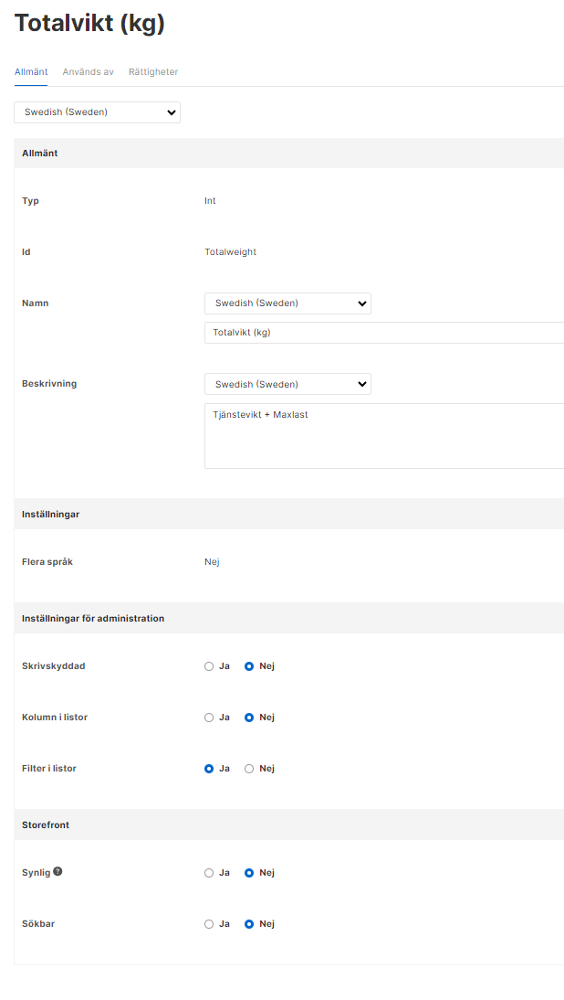 Totalvikt (kg)
Allmänt Används av Rättigheter
Swedish (Sweden)
Allmänt
Typ Int
Id Totalweight
Namn Swedish (Sweden)
Totalvikt (kg)
Beskrivning Swedish (Sweden)
Tjänstevikt + Maxlast
Inställningar
Flera språk Nej
Inställningar för administration
Skrivskyddad Ja Nej
Kolumn i listor Ja Nej
Filter i listor Ja Nej
Storefront
Synlig ? Ja Nej
Sökbar Ja Nej